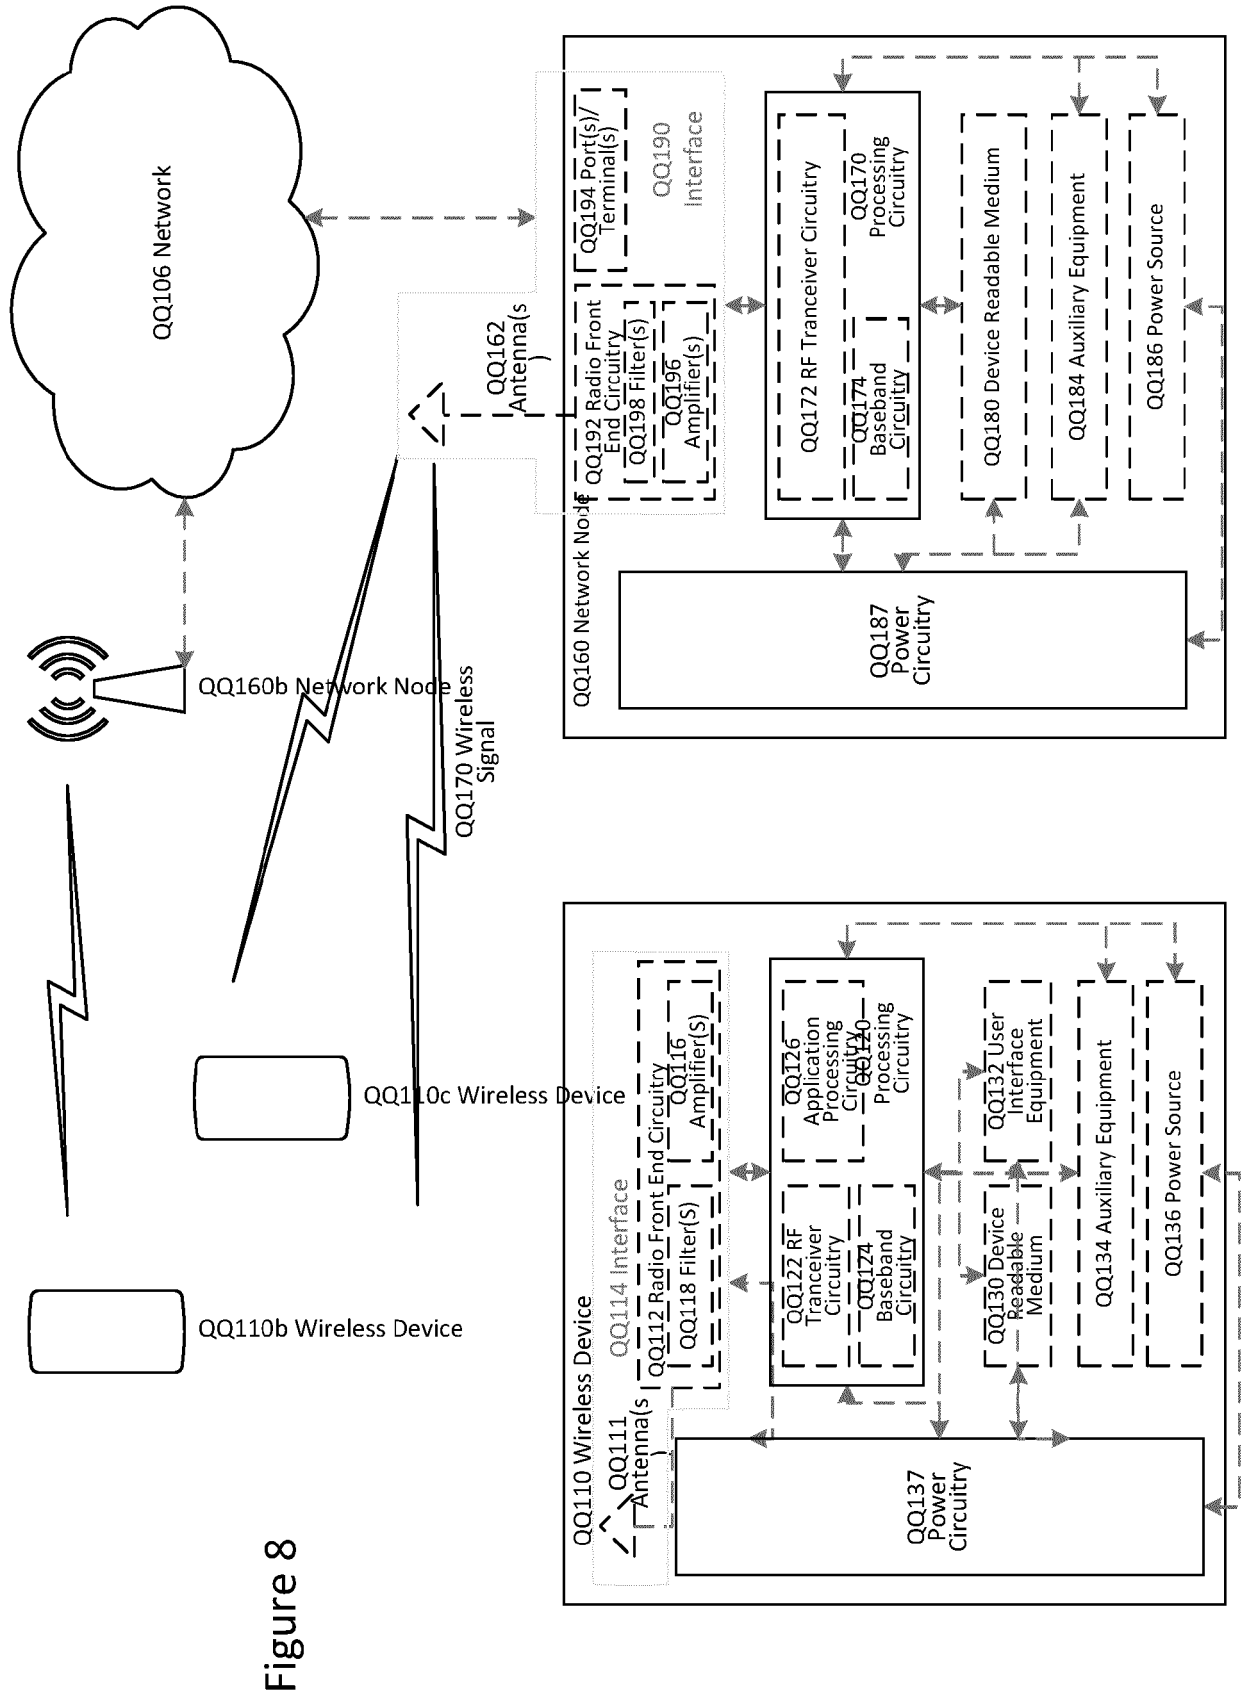 QQ106 Network
QQ160b Network Node
QQ110b Wireless Device
QQ110c Wireless Device
QQ170 Wireless
Signal
QQ162
Antenna(s
)
QQ160 Network Node
QQ194 Port(s)/
Terminal(s)
QQ190
Interface
QQ192 Radio Front
End Circuitry
QQ198 Filter(s)
QQ196
Amplifier(s)
QQ172 RF Tranceiver Circuitry
QQ174
Baseband
Circuitry
QQ170
Processing
Circuitry
QQ180 Device Readable Medium
QQ184 Auxiliary Equipment
QQ186 Power Source
QQ187
Power
Circuitry
QQ110 Wireless Device
QQ111
Antenna(s
)
QQ114 Interface
QQ112 Radio Front End Circuitry
QQ118 Filter(S)
QQ116
Amplifier(S)
QQ122 RF
Tranceiver
Circuitry
QQ124
Baseband
Circuitry
QQ126
Application
Processing
Circuitry
QQ120
Processing
Circuitry
QQ130 Device
Readable
Medium
QQ132 User
Interface
Equipment
QQ134 Auxiliary Equipment
QQ136 Power Source
QQ137
Power
Circuitry
Figure 8